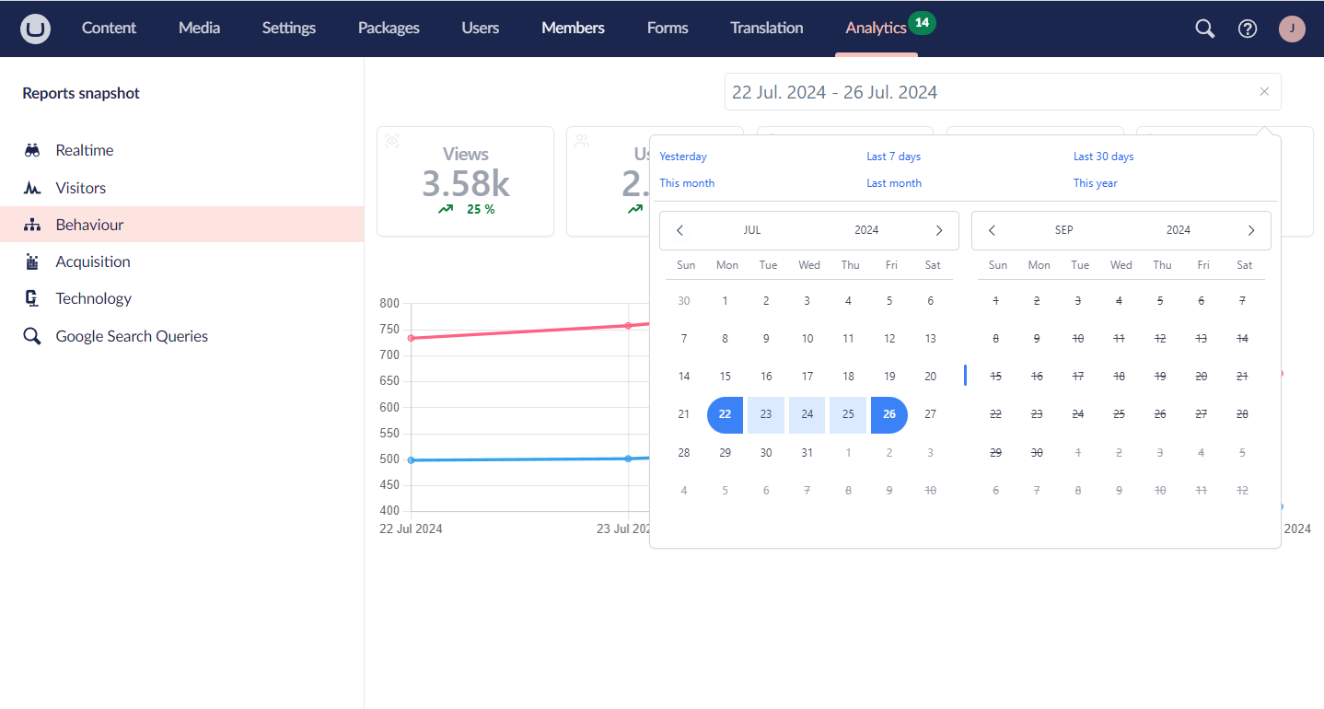 Content Media Settings Packages Users Members Forms Translation Analytics 14 J
Reports snapshot
Realtime
Visitors
Behaviour
Acquisition
Technology
Google Search Queries
22 Jul. 2024 - 26 Jul. 2024
Views
3.58k
25 %
Yesterday Last 7 days Last 30 days
This month Last month This year
JUL 2024
Sun Mon Tue Wed Thu Fri Sat
30 1 2 3 4 5 6
7 8 9 10 11 12 13
14 15 16 17 18 19 20
21 22 23 24 25 26 27
28 29 30 31 1 2 3
4 5 6 7 8 9 10
SEP 2024
Sun Mon Tue Wed Thu Fri Sat
1 2 3 4 5 6 7
8 9 10 11 12 13 14
15 16 17 18 19 20 21
22 23 24 25 26 27 28
29 30 1 2 3 4 5
6 7 8 9 10 11 12
800
750
700
650
600
550
500
450
400
22 Jul 2024 23 Jul 2024